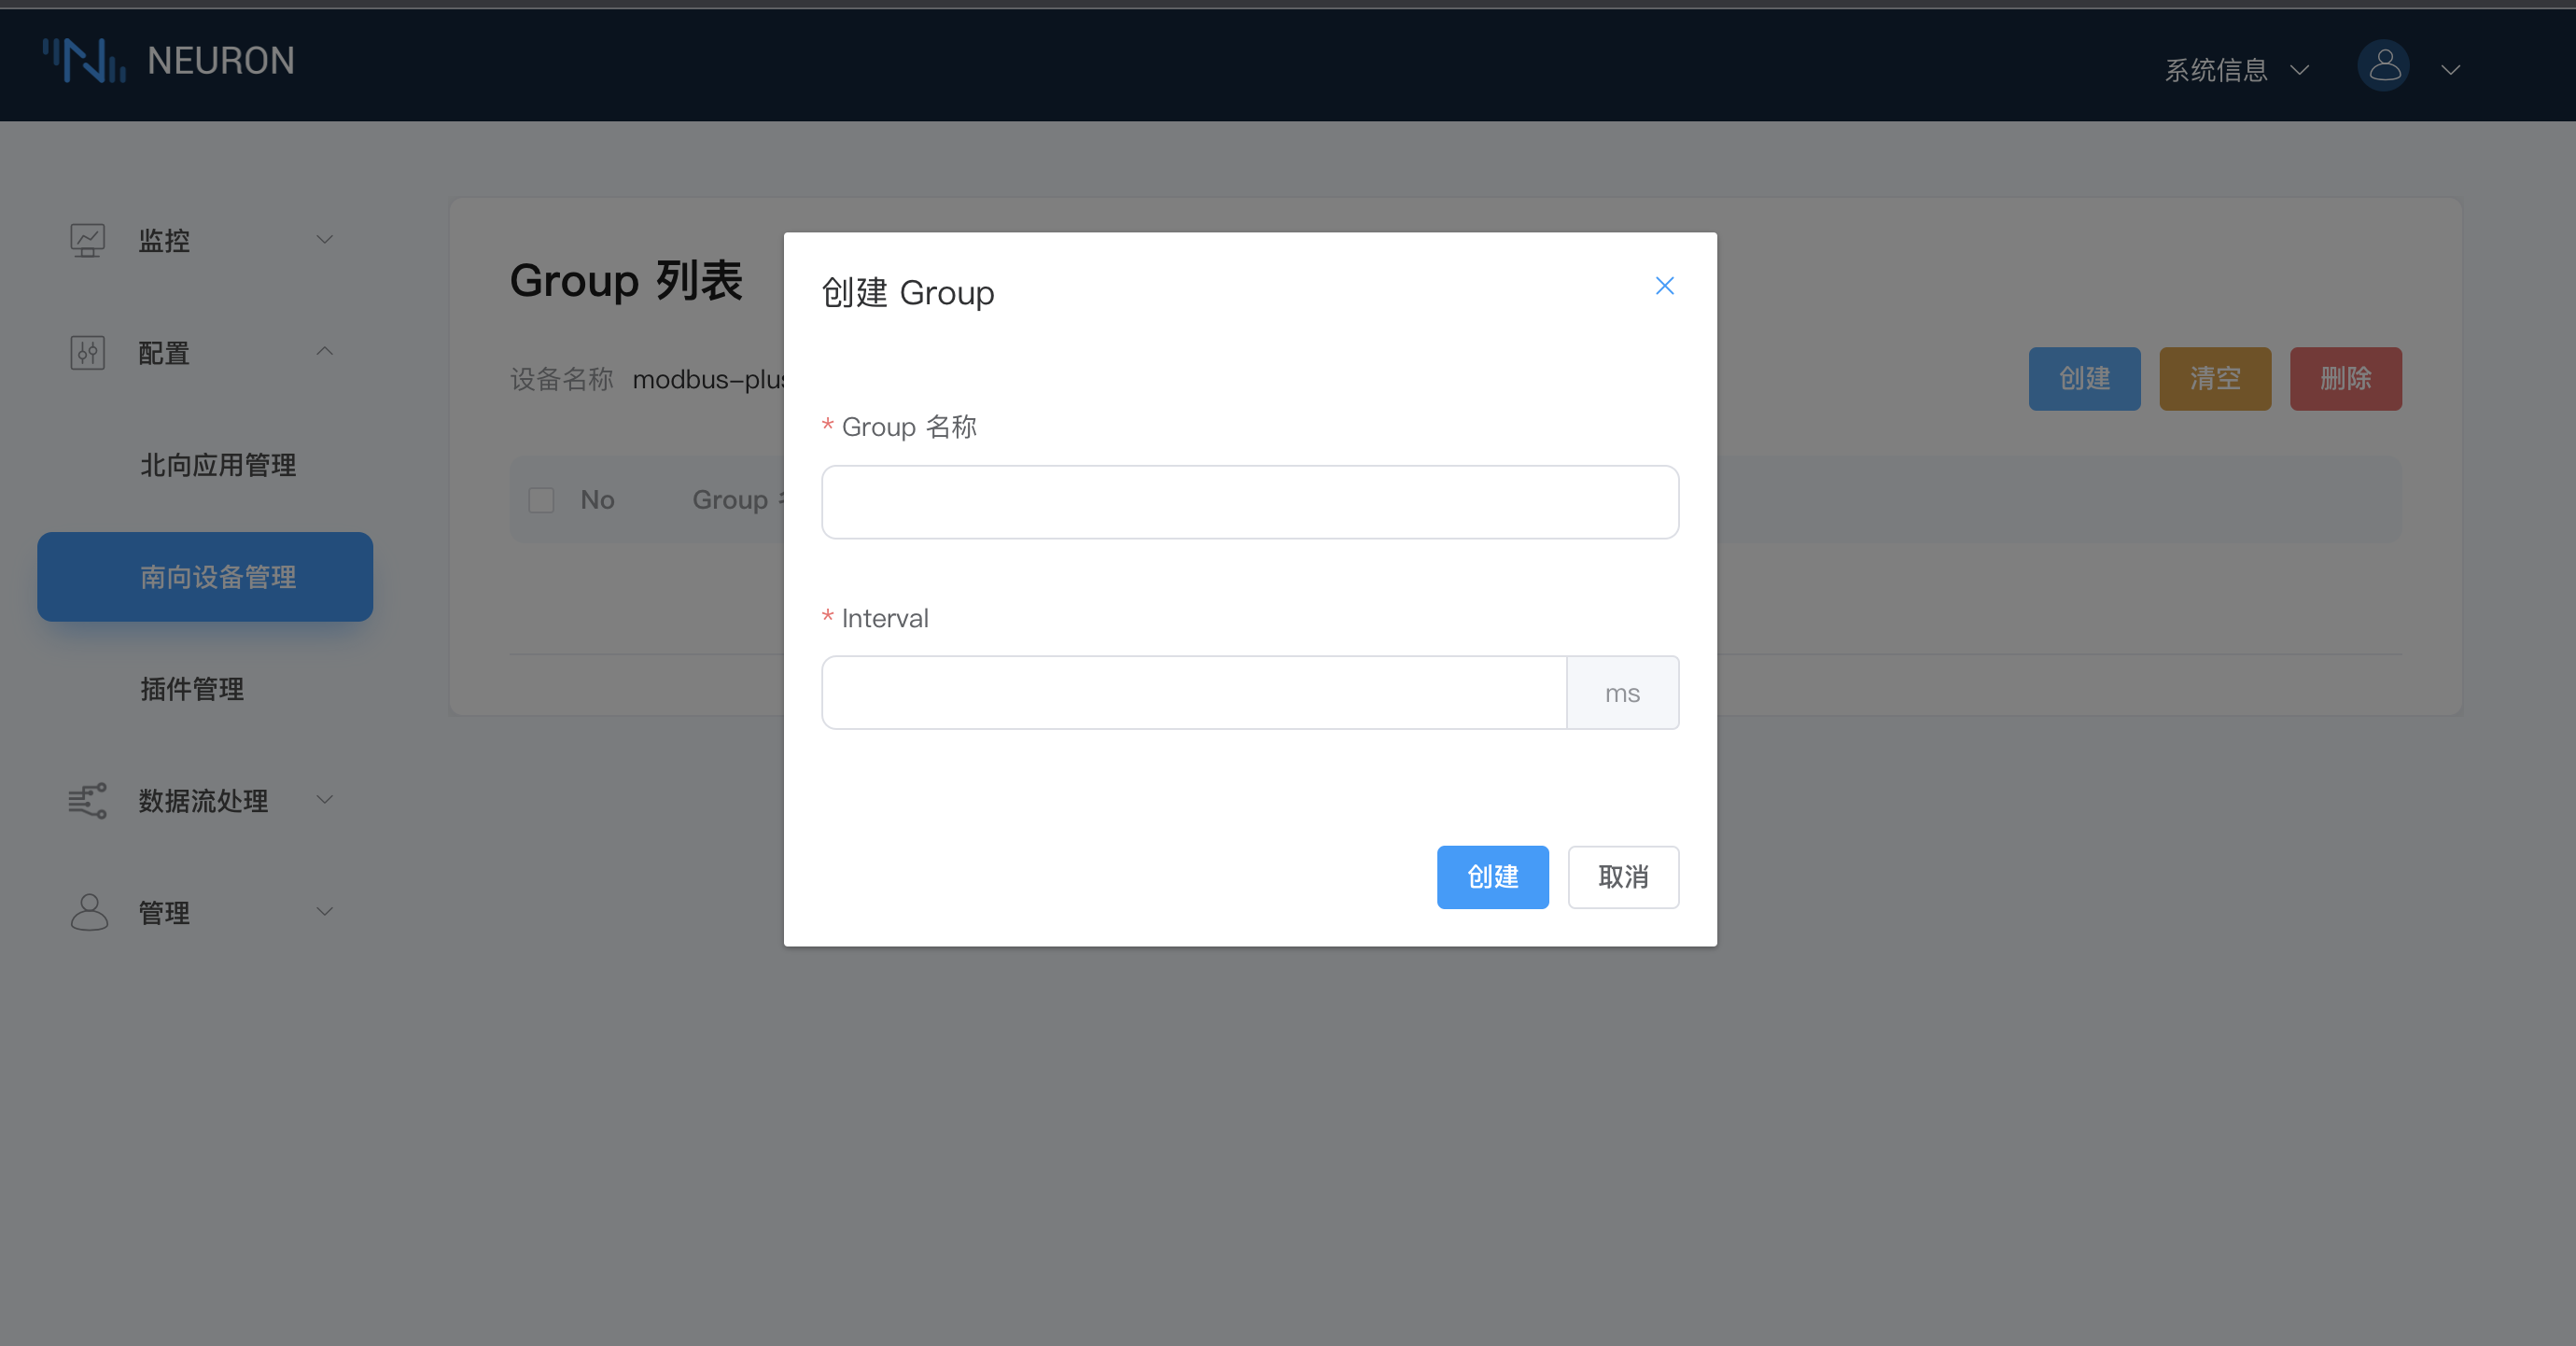 NEURON
系统信息
监控
配置
北向应用管理
南向设备管理
插件管理
数据流处理
管理
Group 列表
设备名称 modbus-plus
创建 清空 删除
No Group
创建 Group
* Group 名称
* Interval
ms
创建 取消